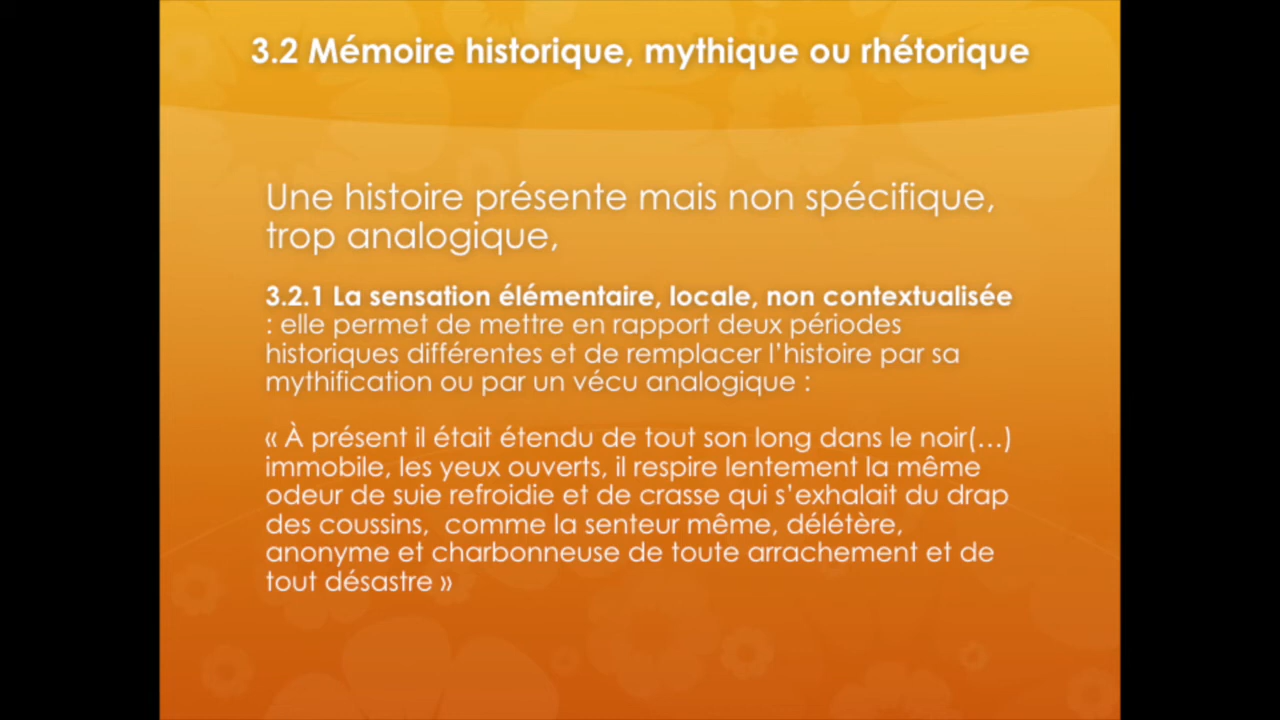 3.2 Mémoire historique, mythique ou rhétorique
Une histoire présente mais non spécifique,
trop analogique,
3.2.1 La sensation élémentaire, locale, non contextualisée
: elle permet de mettre en rapport deux périodes
historiques différentes et de remplacer l’histoire par sa
mythification ou par un vécu analogique :
« À présent il était étendu de tout son long dans le noir(…)
immobile, les yeux ouverts, il respire lentement la même
odeur de suie refroidie et de crasse qui s’exhalait du drap
des coussins,  comme la senteur même, délétère,
anonyme et charbonneuse de toute arrachement et de
tout désastre »